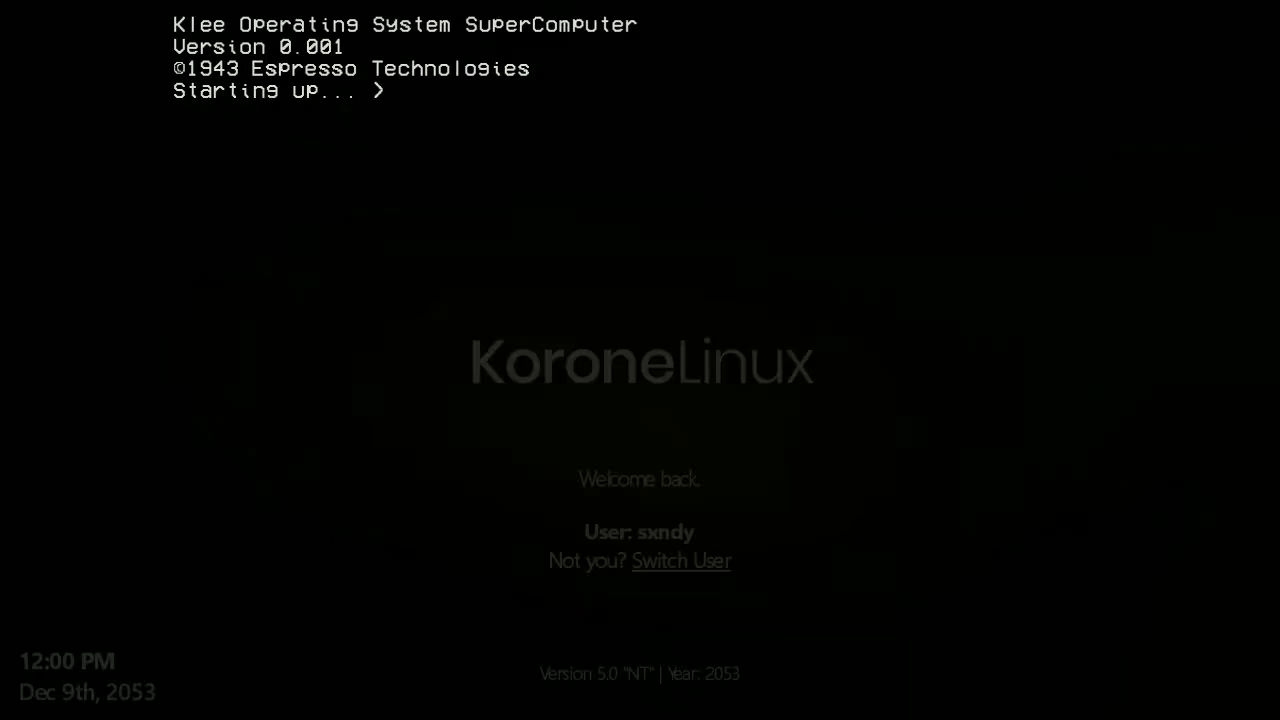 Klee Operating System SuperComputer
Version 0.001
©1943 Espresso Technologies
Starting up... >
KoroneLinux
Welcome back.
User: sxndy
Not you? Switch User
12:00 PM
Dec 9th, 2053
Version 5.0 "NT" | Year: 2053